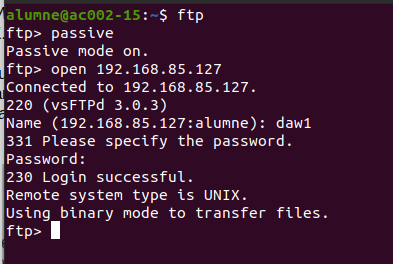 alumne@ac002-15:~$ ftp
ftp> passive
Passive mode on.
ftp> open 192.168.85.127
Connected to 192.168.85.127.
220 (vsFTPd 3.0.3)
Name (192.168.85.127:alumne): daw1
331 Please specify the password.
Password:
230 Login successful.
Remote system type is UNIX.
Using binary mode to transfer files.
ftp>